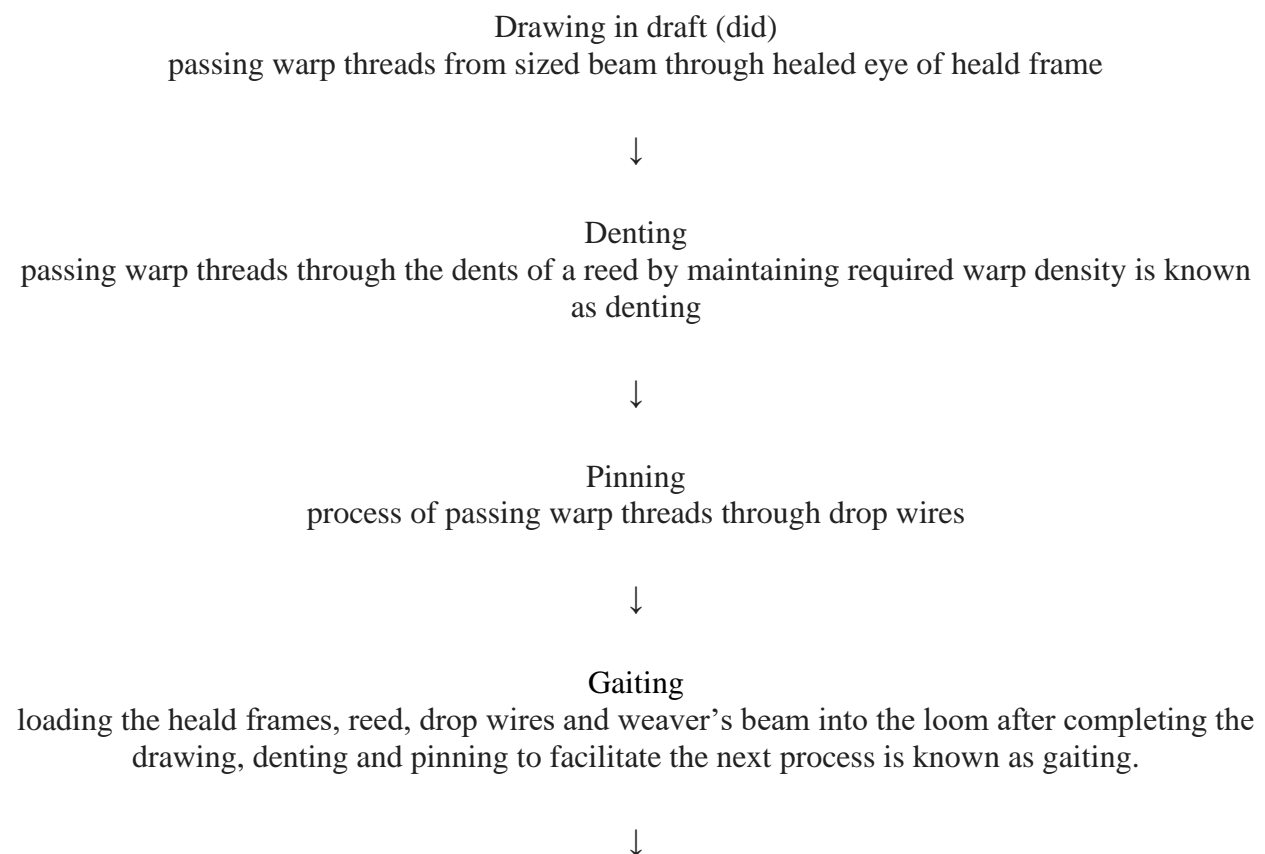 Drawing in draft (did)
passing warp threads from sized beam through healed eye of heald frame
↓
Denting
passing warp threads through the dents of a reed by maintaining required warp density is known
as denting
↓
Pinning
process of passing warp threads through drop wires
↓
Gaiting
loading the heald frames, reed, drop wires and weaver’s beam into the loom after completing the
drawing, denting and pinning to facilitate the next process is known as gaiting.
↓